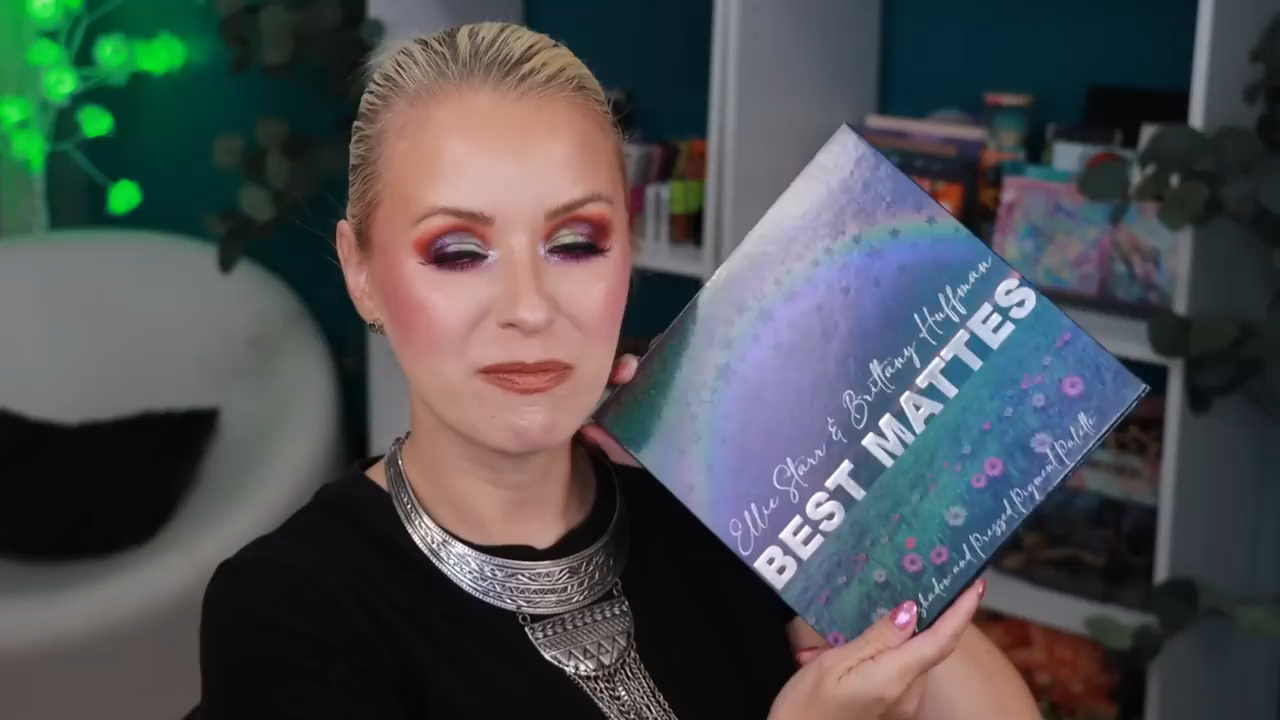 Ellie Starr & Brittany Huffman
BEST MATTES
shadow and Pressed Pigment Palette